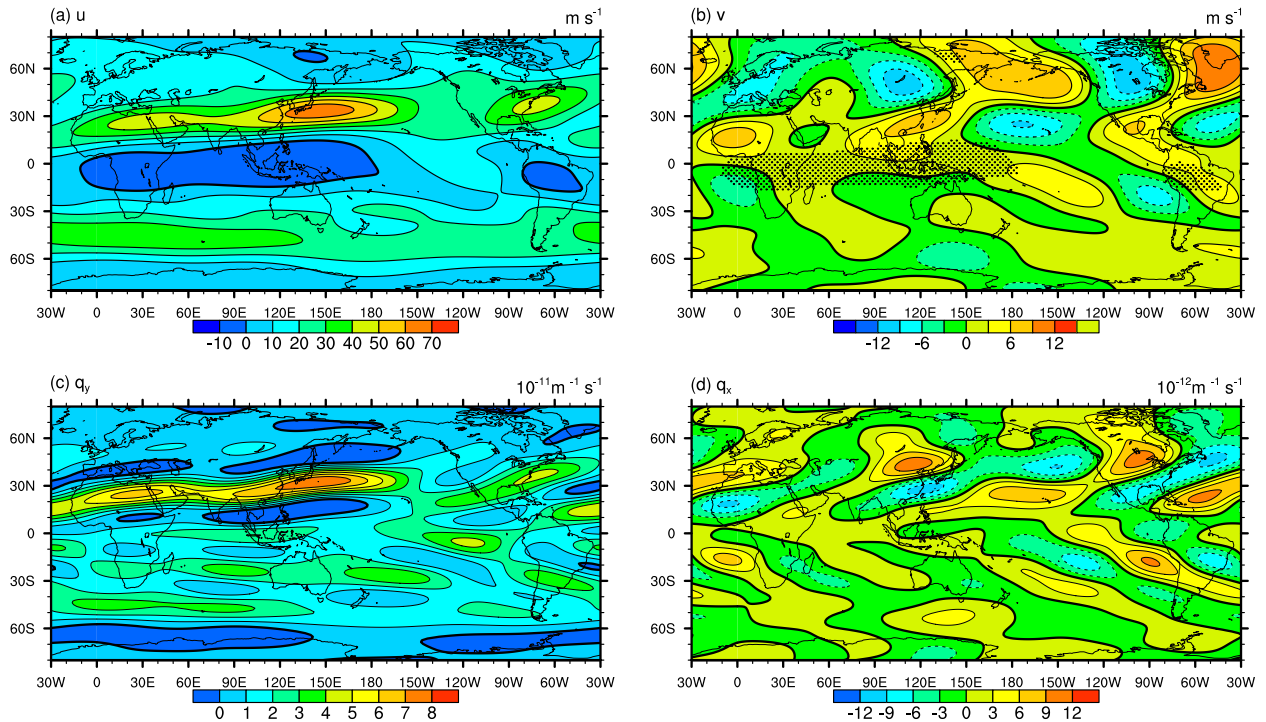 (a) u m s⁻¹
60N
30N
0
30S
60S
30W 0 30E 60E 90E 120E 150E 180 150W 120W 90W 60W 30W
-10 0 10 20 30 40 50 60 70
(b) v m s⁻¹
60N
30N
0
30S
60S
30W 0 30E 60E 90E 120E 150E 180 150W 120W 90W 60W 30W
-12 -6 0 6 12
(c) qᵧ 10⁻¹¹m⁻¹ s⁻¹
60N
30N
0
30S
60S
30W 0 30E 60E 90E 120E 150E 180 150W 120W 90W 60W 30W
0 1 2 3 4 5 6 7 8
(d) qₓ 10⁻¹²m⁻¹ s⁻¹
60N
30N
0
30S
60S
30W 0 30E 60E 90E 120E 150E 180 150W 120W 90W 60W 30W
-12 -9 -6 -3 0 3 6 9 12